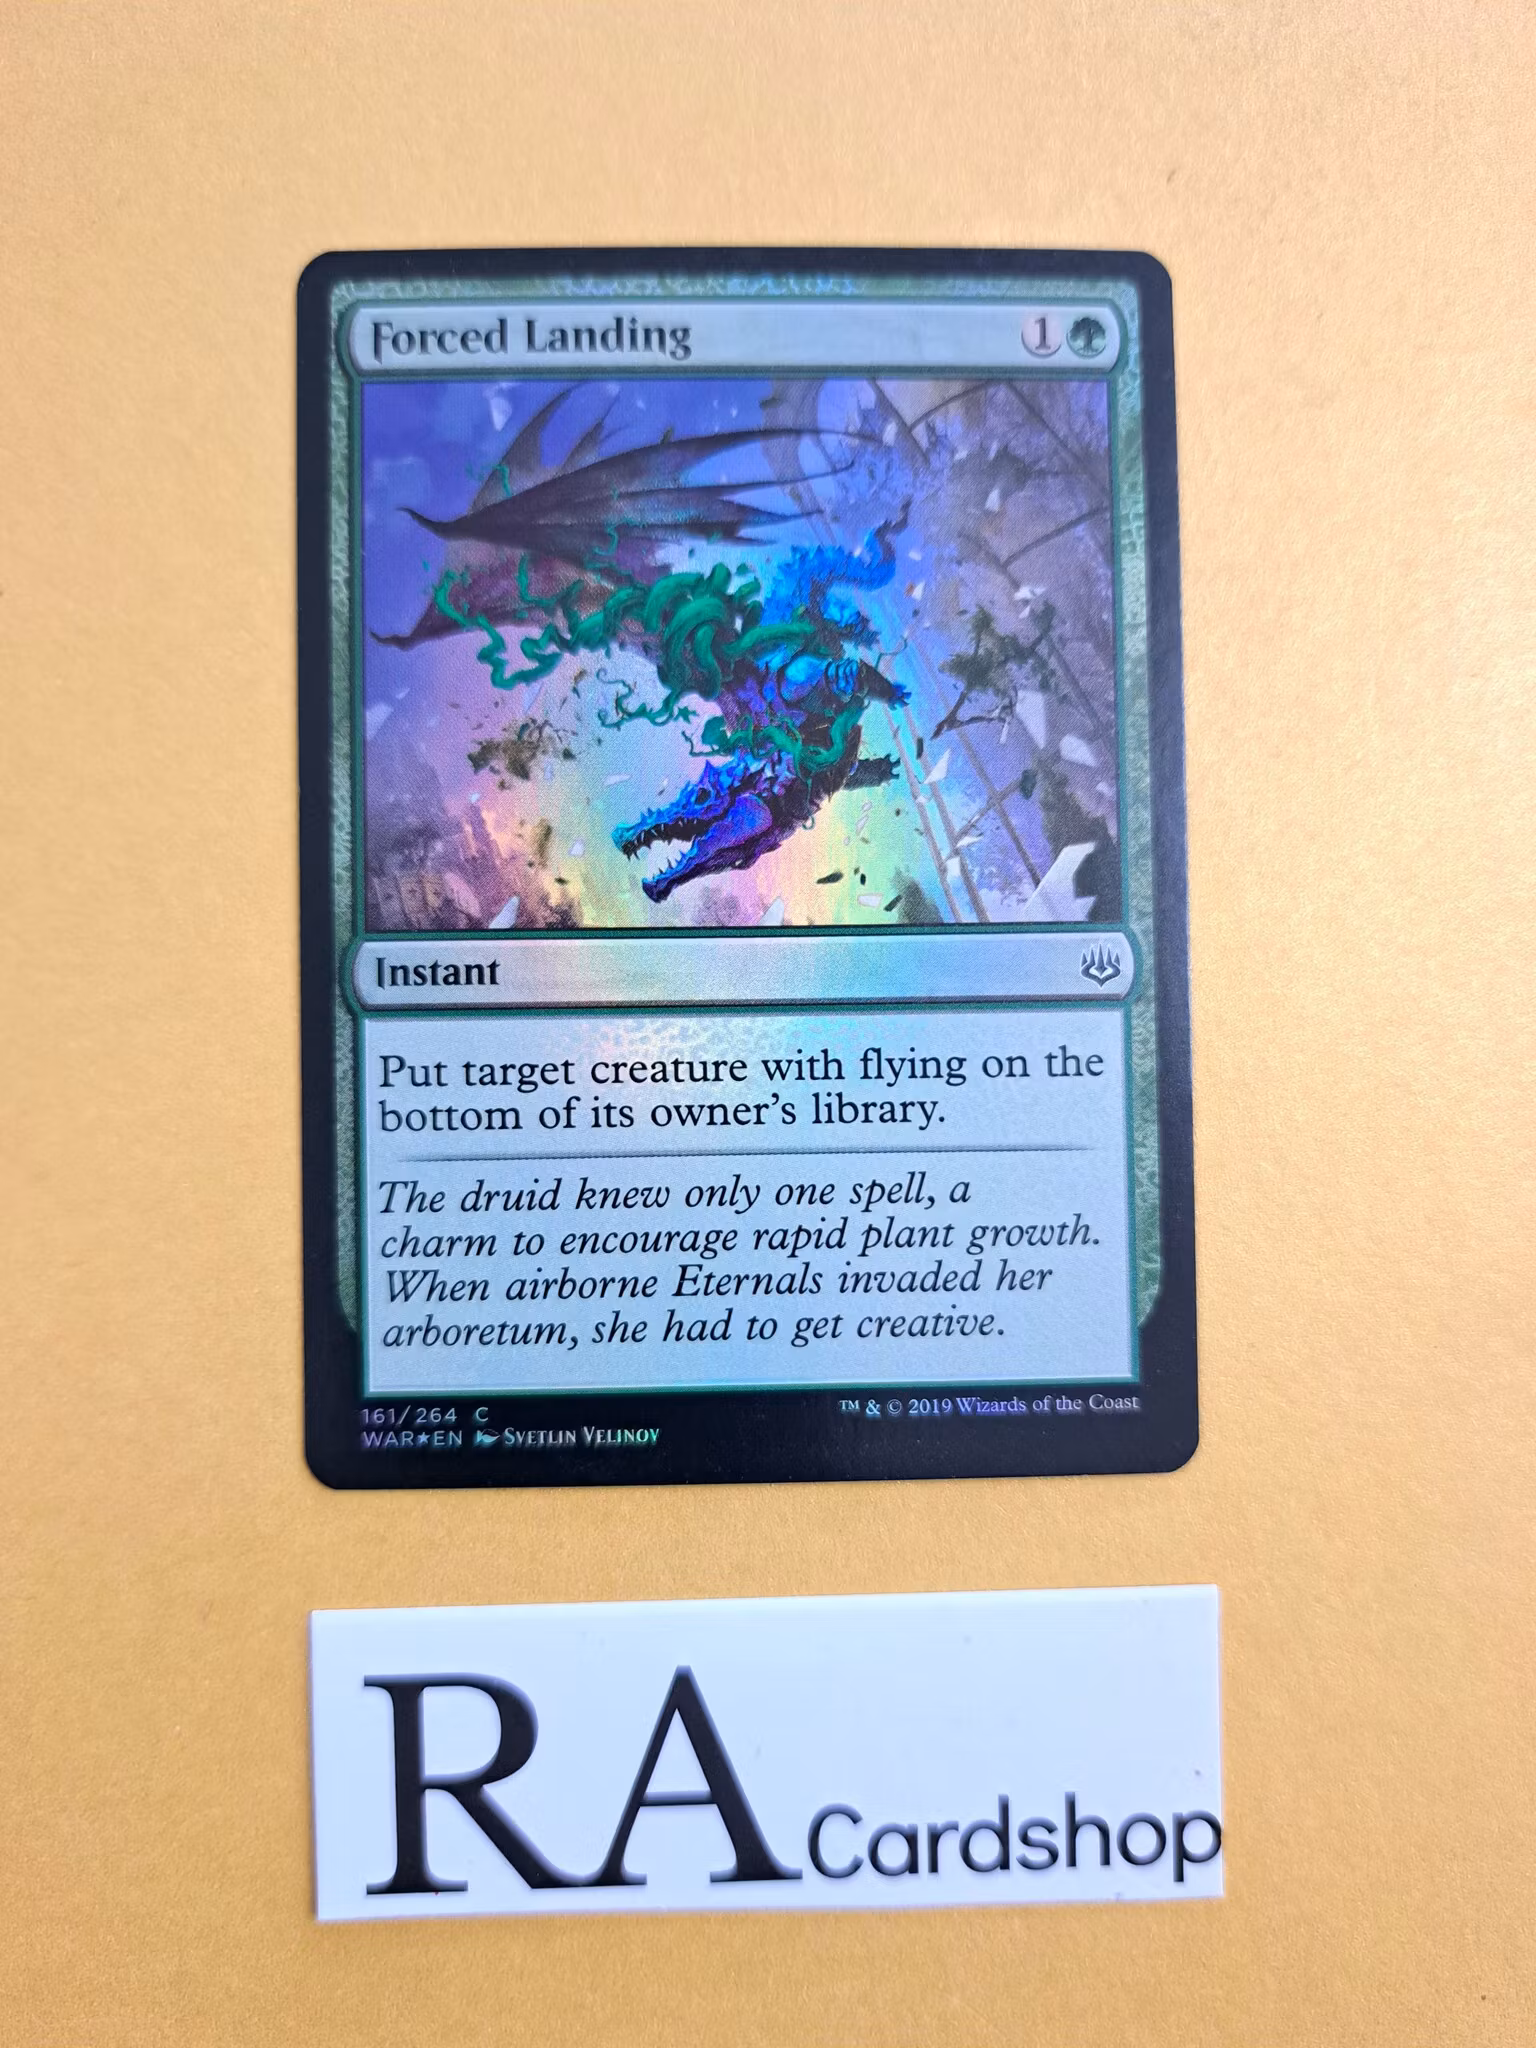 Forced Landing 1
Instant
Put target creature with flying on the
bottom of its owner's library.
The druid knew only one spell, a
charm to encourage rapid plant growth.
When airborne Eternals invaded her
arboretum, she had to get creative.
161/264 C
WAR★EN SVETLIN VELINOV
™ & © 2019 Wizards of the Coast
RA Cardshop